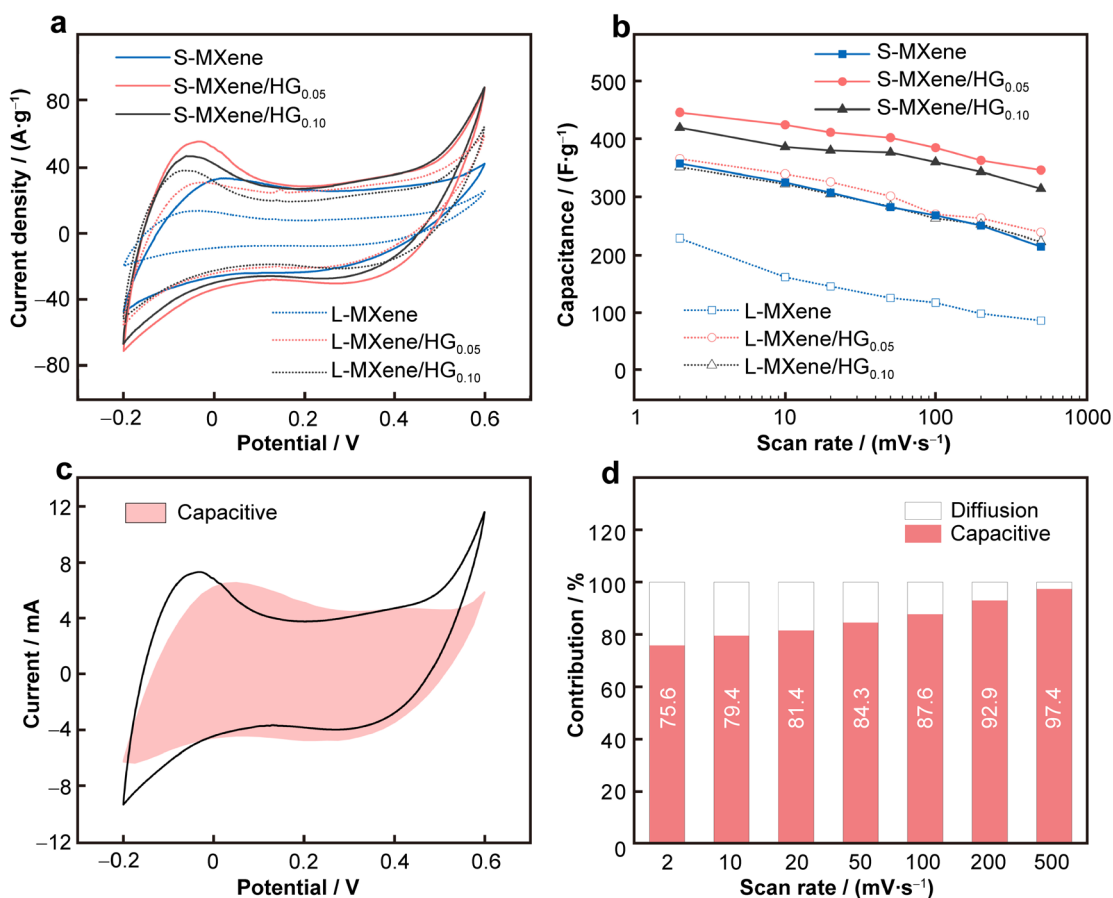 a
S-MXene
S-MXene/HG₀.₀₅
S-MXene/HG₀.₁₀
L-MXene
L-MXene/HG₀.₀₅
L-MXene/HG₀.₁₀
80
40
0
−40
−80
Current density / (A·g⁻¹)
−0.2 0 0.2 0.4 0.6
Potential / V
b
S-MXene
S-MXene/HG₀.₀₅
S-MXene/HG₀.₁₀
L-MXene
L-MXene/HG₀.₀₅
L-MXene/HG₀.₁₀
500
400
300
200
100
0
Capacitance / (F·g⁻¹)
1 10 100 1000
Scan rate / (mV·s⁻¹)
c
Capacitive
12
8
4
0
−4
−8
−12
Current / mA
−0.2 0 0.2 0.4 0.6
Potential / V
d
Diffiusion
Capacitive
120
100
80
60
40
20
0
Contribution / %
75.6
79.4
81.4
84.3
87.6
92.9
97.4
2 10 20 50 100 200 500
Scan rate / (mV·s⁻¹)